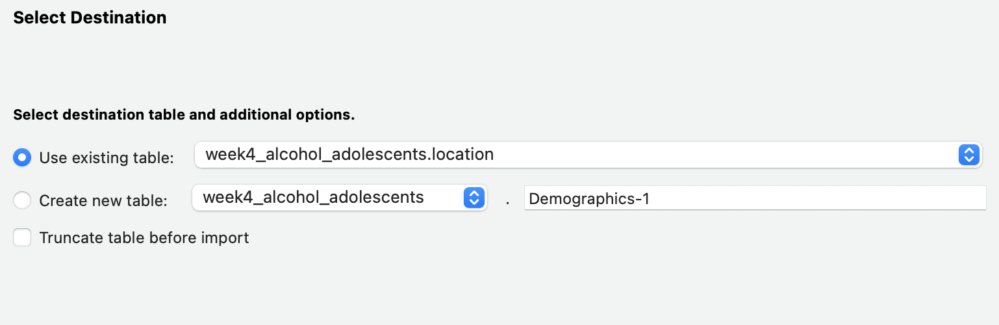 Select Destination
Select destination table and additional options.
Use existing table: week4_alcohol_adolescents.location
Create new table: week4_alcohol_adolescents . Demographics-1
Truncate table before import